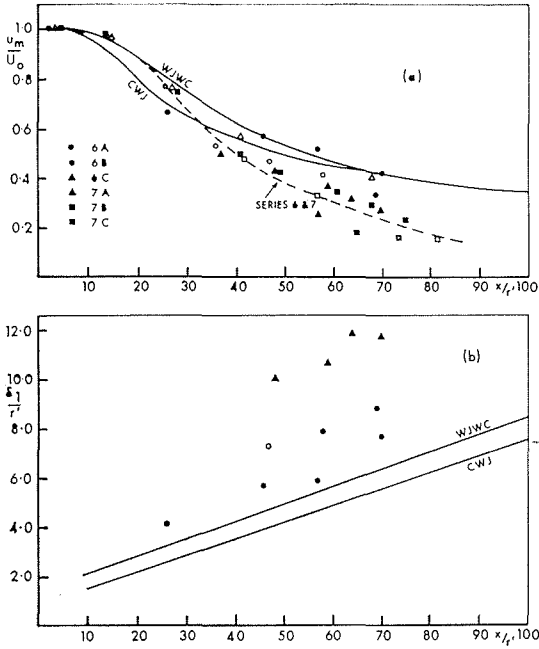 u_m
U_o
1·0
0·8
0·6
0·4
0·2
WJWC
CWJ
(a)
6 A
6 B
6 C
7 A
7 B
7 C
SERIES 6 & 7
10 20 30 40 50 60 70 80 90 x/r' 100
12·0
10·0
δ_1
r'
8·0
6·0
4·0
2·0
(b)
WJWC
CWJ
10 20 30 40 50 60 70 80 90 x/r' 100